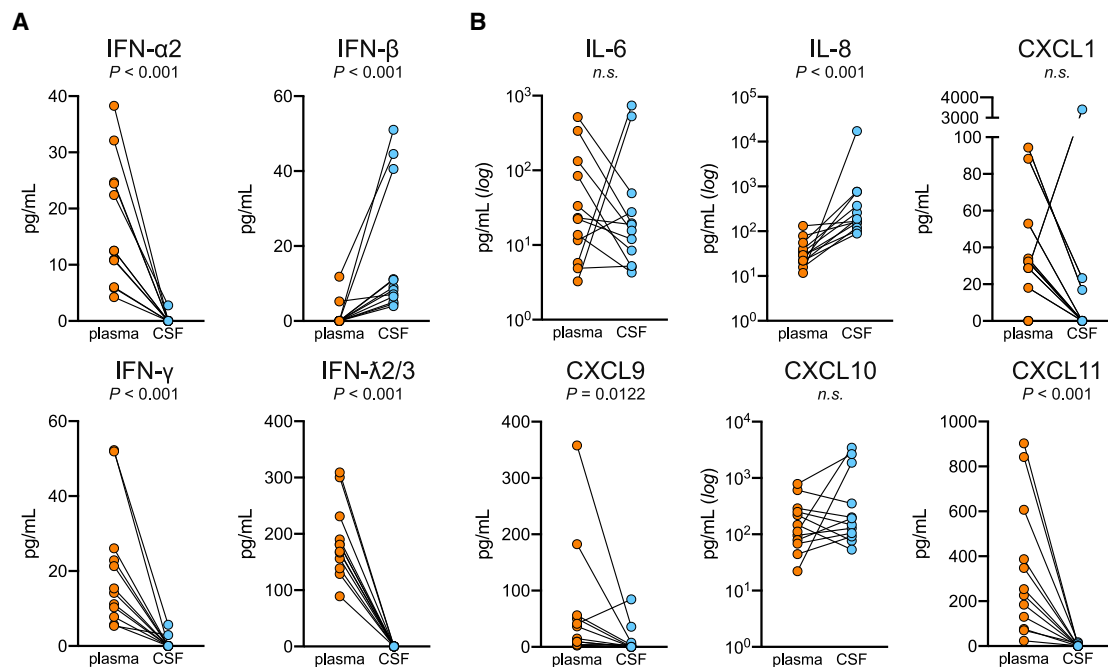 A
IFN-α2
P < 0.001
pg/mL
40
30
20
10
0
plasma CSF
IFN-β
P < 0.001
pg/mL
60
40
20
0
plasma CSF
B
IL-6
n.s.
pg/mL (log)
10³
10²
10¹
10⁰
plasma CSF
IL-8
P < 0.001
pg/mL (log)
10⁵
10⁴
10³
10²
10¹
10⁰
plasma CSF
CXCL1
n.s.
pg/mL
4000
3000
100
80
60
40
20
0
plasma CSF
IFN-γ
P < 0.001
pg/mL
60
40
20
0
plasma CSF
IFN-ƛ2/3
P < 0.001
pg/mL
400
300
200
100
0
plasma CSF
CXCL9
P = 0.0122
pg/mL
400
300
200
100
0
plasma CSF
CXCL10
n.s.
pg/mL (log)
10⁴
10³
10²
10¹
10⁰
plasma CSF
CXCL11
P < 0.001
pg/mL
1000
800
600
400
200
0
plasma CSF